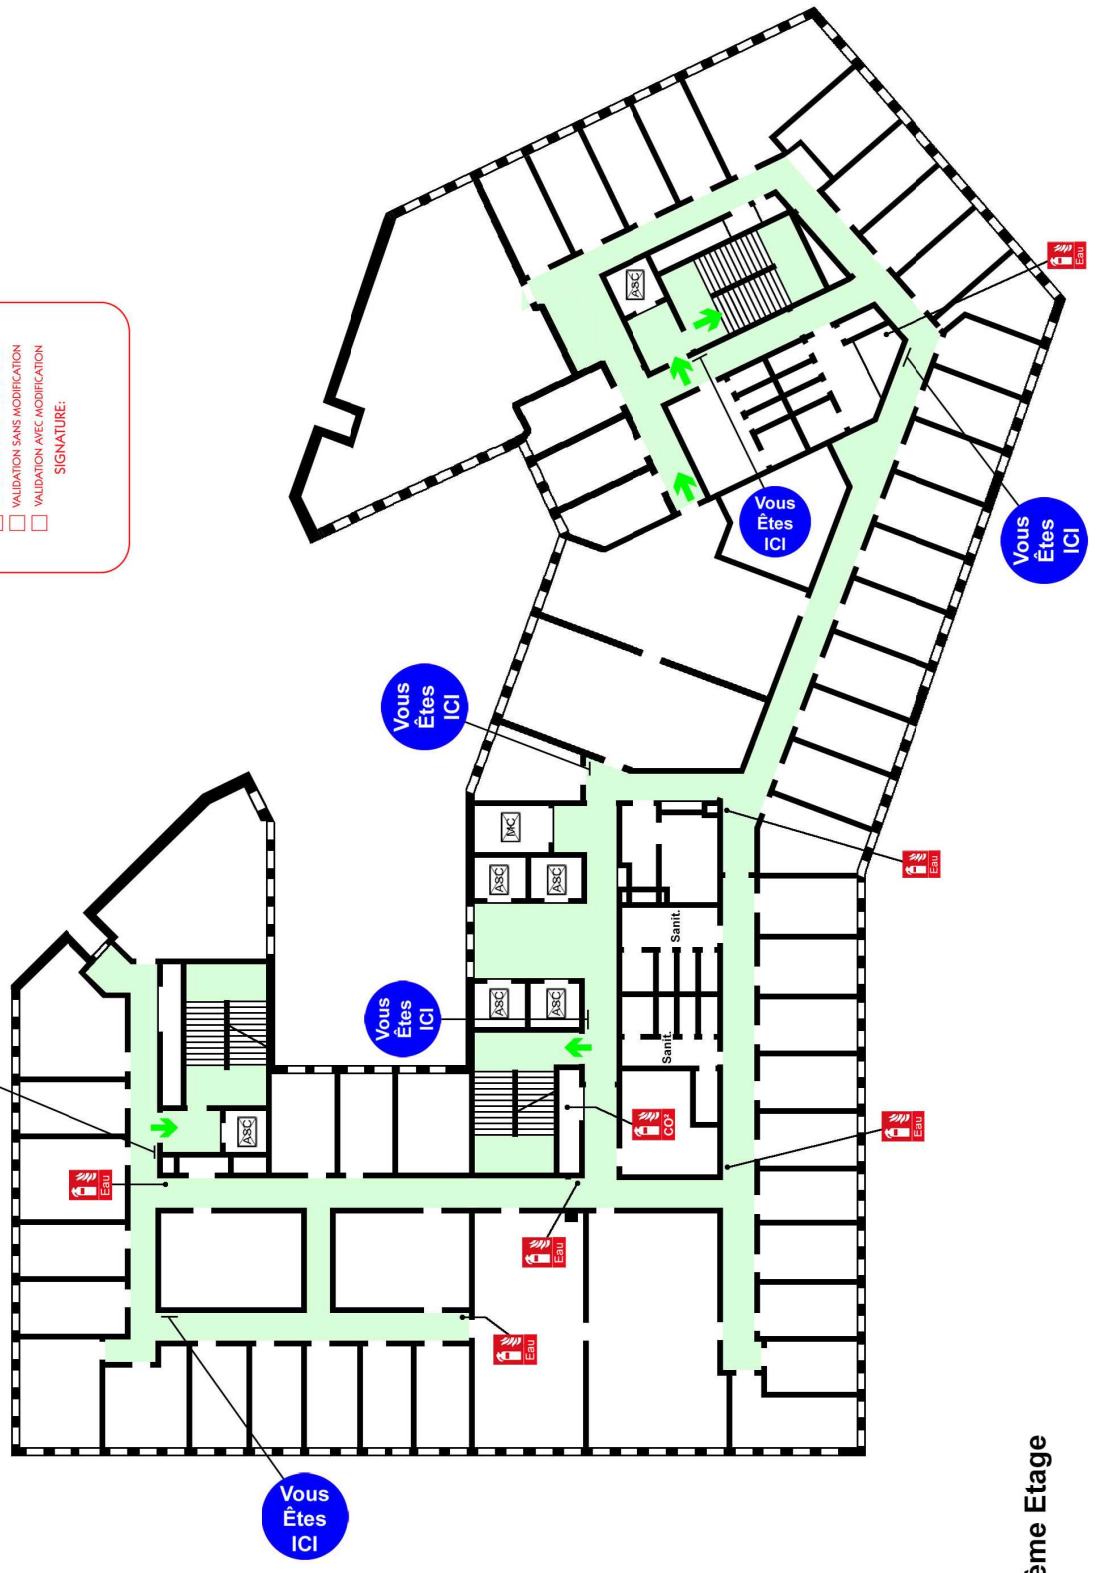 VALIDATION SANS MODIFICATION
VALIDATION AVEC MODIFICATION
SIGNATURE:
Eau
ASC
Vous
Êtes
ICI
Vous
Êtes
ICI
Vous
Êtes
ICI
MC
ASC
ASC
Eau
Sanit.
Vous
Êtes
ICI
ASC
ASC
Sanit.
ASC
CO²
Eau
Eau
Eau
Eau
Vous
Êtes
ICI
ème Etage